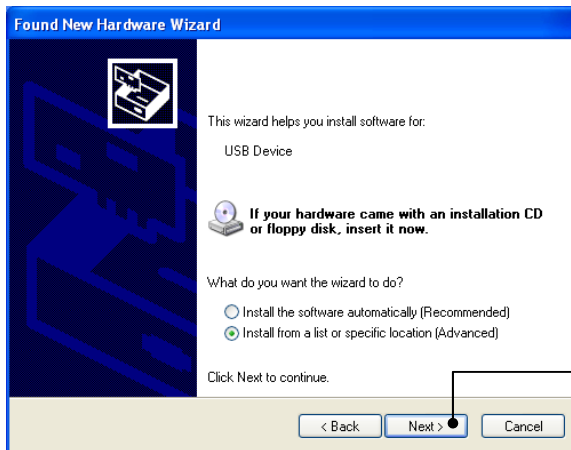 Found New Hardware Wizard
This wizard helps you install software for:
USB Device
If your hardware came with an installation CD
or floppy disk, insert it now.
What do you want the wizard to do?
Install the software automatically (Recommended)
Install from a list or specific location (Advanced)
Click Next to continue.
< Back Next > Cancel